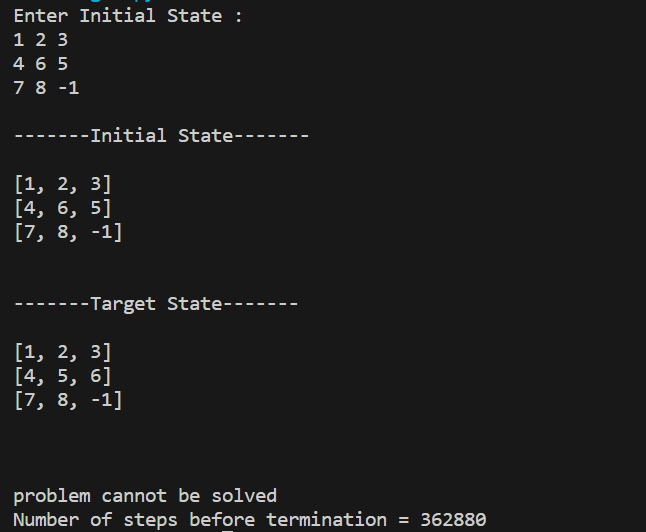 Enter Initial State :
1 2 3
4 6 5
7 8 -1
-------Initial State-------
[1, 2, 3]
[4, 6, 5]
[7, 8, -1]
-------Target State-------
[1, 2, 3]
[4, 5, 6]
[7, 8, -1]
problem cannot be solved
Number of steps before termination = 362880